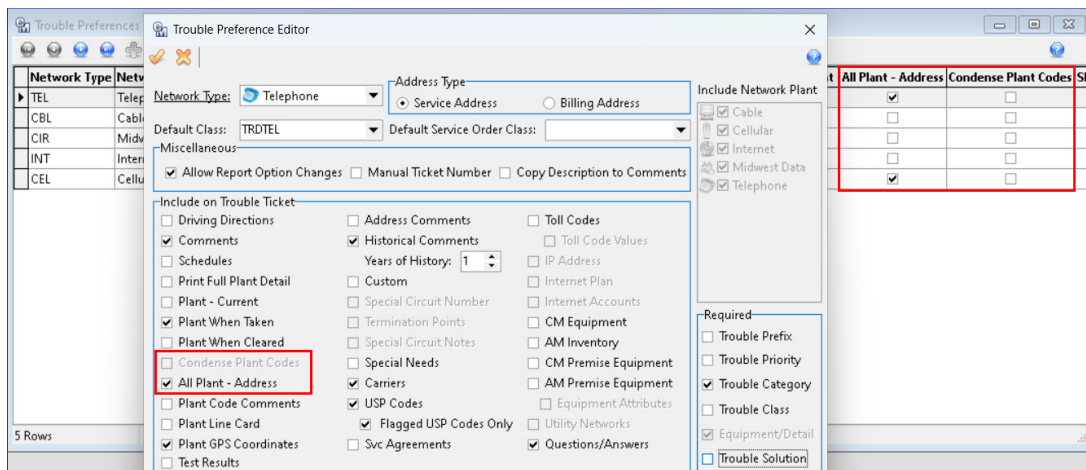 Trouble Preferences
Trouble Preference Editor
Network Type
All Plant - Address Condense Plant Codes
TEL
CBL
CIR
INT
CEL
5 Rows
Network Type: Telephone
Address Type
Service Address Billing Address
Default Class: TRDTEL Default Service Order Class:
Miscellaneous
Allow Report Option Changes Manual Ticket Number Copy Description to Comments
Include on Trouble Ticket
Driving Directions Address Comments Toll Codes
Comments Historical Comments Toll Code Values
Schedules Years of History: 1 IP Address
Print Full Plant Detail Custom Internet Plan
Plant - Current Special Circuit Number Internet Accounts
Plant When Taken Termination Points CM Equipment
Plant When Cleared Special Circuit Notes AM Inventory
Condense Plant Codes Special Needs CM Premise Equipment
All Plant - Address Carriers AM Premise Equipment
Plant Code Comments USP Codes Equipment Attributes
Plant Line Card Flagged USP Codes Only Utility Networks
Plant GPS Coordinates Svc Agreements Questions/Answers
Test Results
Include Network Plant
Cable
Cellular
Internet
Midwest Data
Telephone
Required
Trouble Prefix
Trouble Priority
Trouble Category
Trouble Class
Equipment/Detail
Trouble Solution